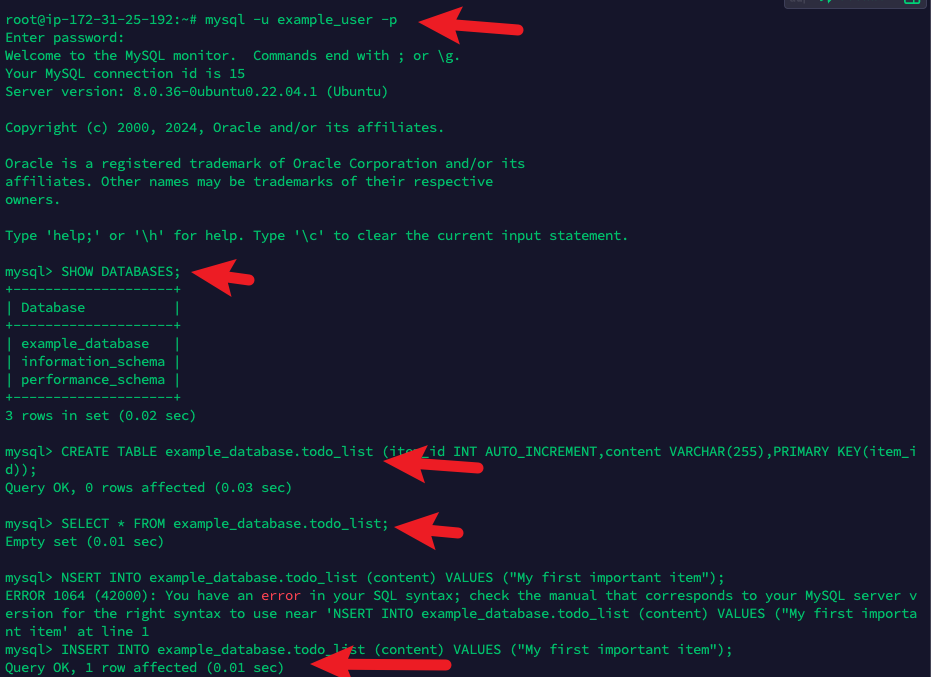 root@ip-172-31-25-192:~# mysql -u example_user -p
Enter password:
Welcome to the MySQL monitor.  Commands end with ; or \g.
Your MySQL connection id is 15
Server version: 8.0.36-0ubuntu0.22.04.1 (Ubuntu)
Copyright (c) 2000, 2024, Oracle and/or its affiliates.
Oracle is a registered trademark of Oracle Corporation and/or its
affiliates. Other names may be trademarks of their respective
owners.
Type 'help;' or '\h' for help. Type '\c' to clear the current input statement.
mysql> SHOW DATABASES;
+--------------------+
| Database           |
+--------------------+
| example_database   |
| information_schema |
| performance_schema |
+--------------------+
3 rows in set (0.02 sec)
mysql> CREATE TABLE example_database.todo_list (item_id INT AUTO_INCREMENT,content VARCHAR(255),PRIMARY KEY(item_i
d));
Query OK, 0 rows affected (0.03 sec)
mysql> SELECT * FROM example_database.todo_list;
Empty set (0.01 sec)
mysql> NSERT INTO example_database.todo_list (content) VALUES ("My first important item");
ERROR 1064 (42000): You have an error in your SQL syntax; check the manual that corresponds to your MySQL server v
ersion for the right syntax to use near 'NSERT INTO example_database.todo_list (content) VALUES ("My first importa
nt item' at line 1
mysql> INSERT INTO example_database.todo_list (content) VALUES ("My first important item");
Query OK, 1 row affected (0.01 sec)